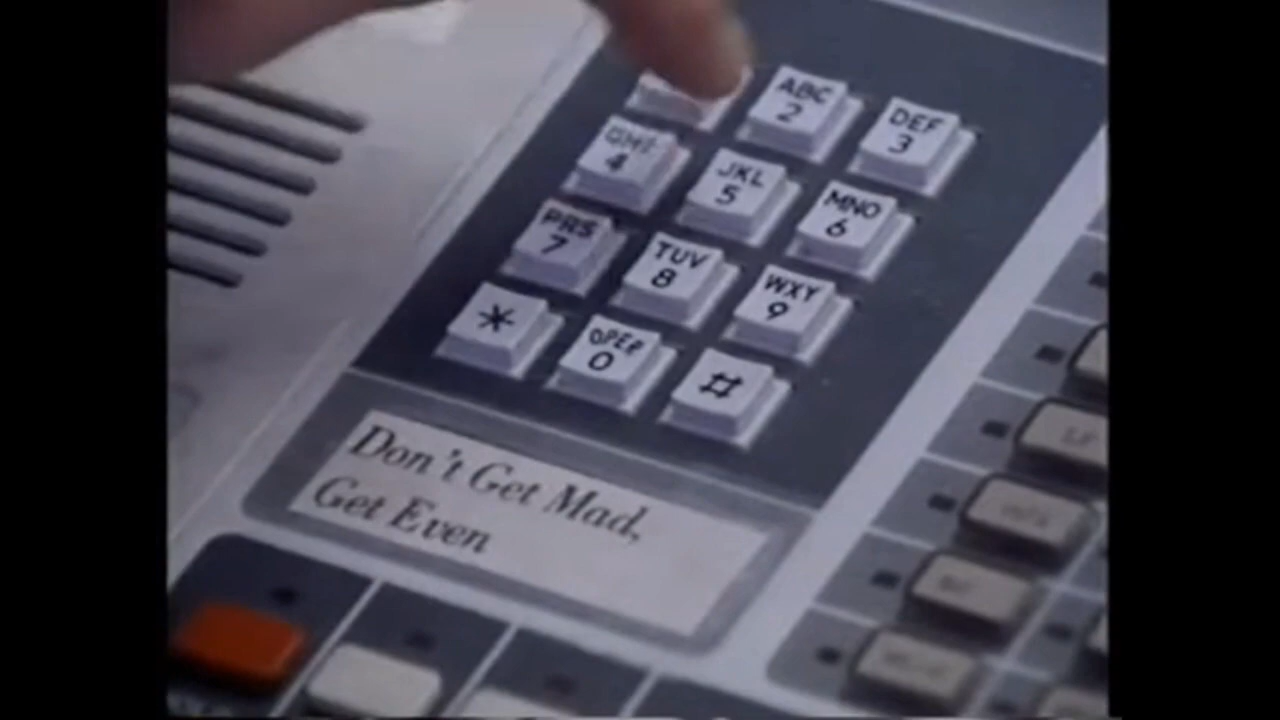 ABC
2
DEF
3
GHI
4
JKL
5
MNO
6
PRS
7
TUV
8
WXY
9
*
OPER
0
#
Don't Get Mad,
Get Even